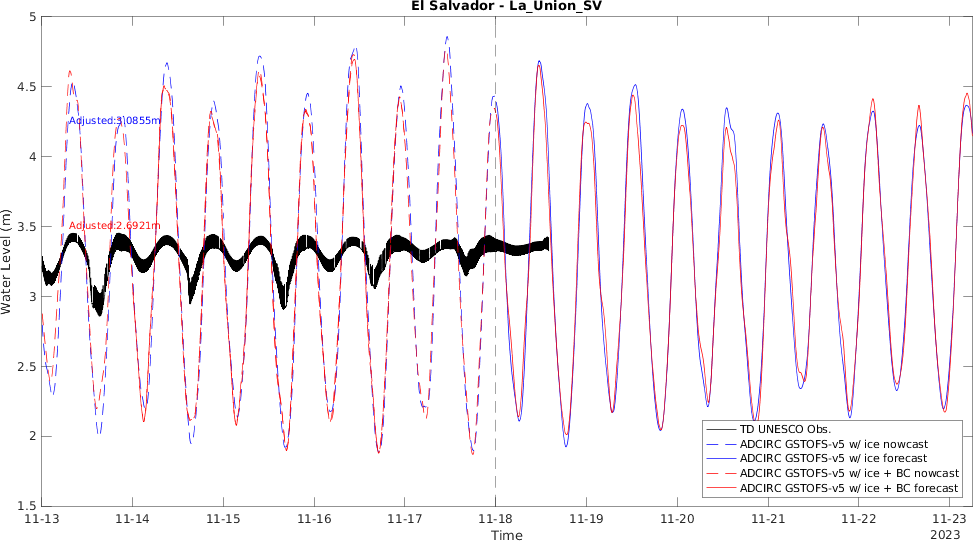 El Salvador - La_Union_SV
5
4.5
4
3.5
3
2.5
2
1.5
Water Level (m)
Adjusted:3.0855m
Adjusted:2.6921m
TD UNESCO Obs.
ADCIRC GSTOFS-v5 w/ ice nowcast
ADCIRC GSTOFS-v5 w/ ice forecast
ADCIRC GSTOFS-v5 w/ ice + BC nowcast
ADCIRC GSTOFS-v5 w/ ice + BC forecast
11-13 11-14 11-15 11-16 11-17 11-18 11-19 11-20 11-21 11-22 11-23
2023
Time